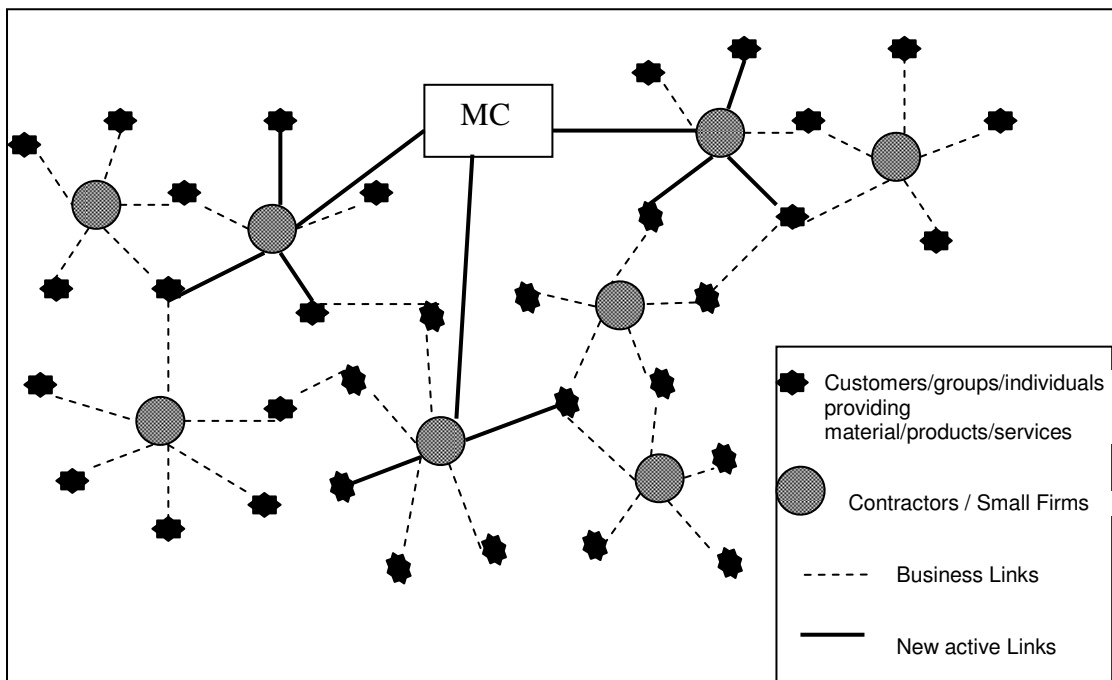 MC
Customers/groups/individuals
providing
material/products/services
Contractors / Small Firms
Business Links
New active Links